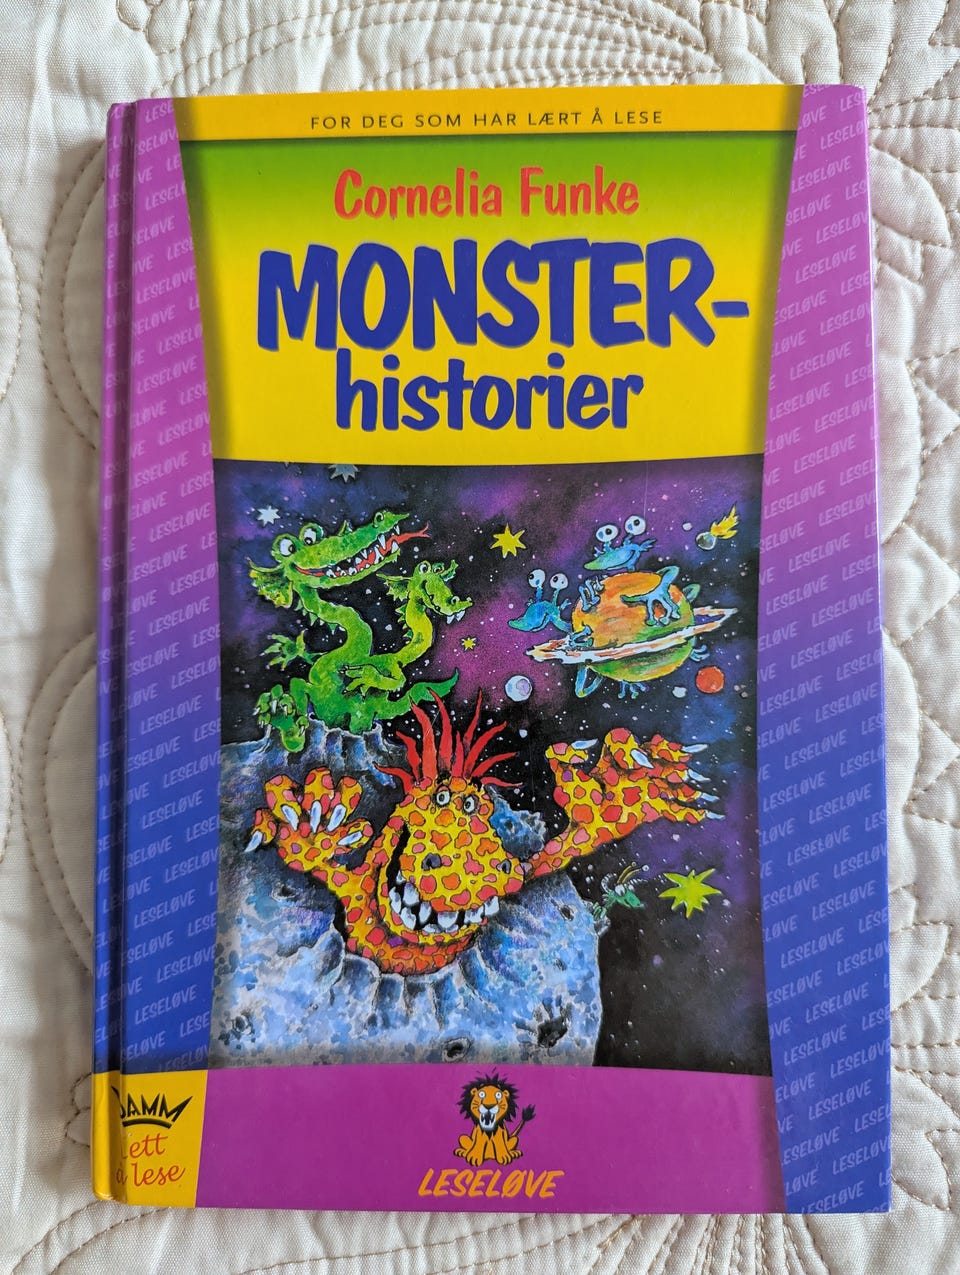 FOR DEG SOM HAR LÆRT Å LESE
Cornelia Funke
MONSTER-
historier
DAMM
Lett
å lese
LESELØVE